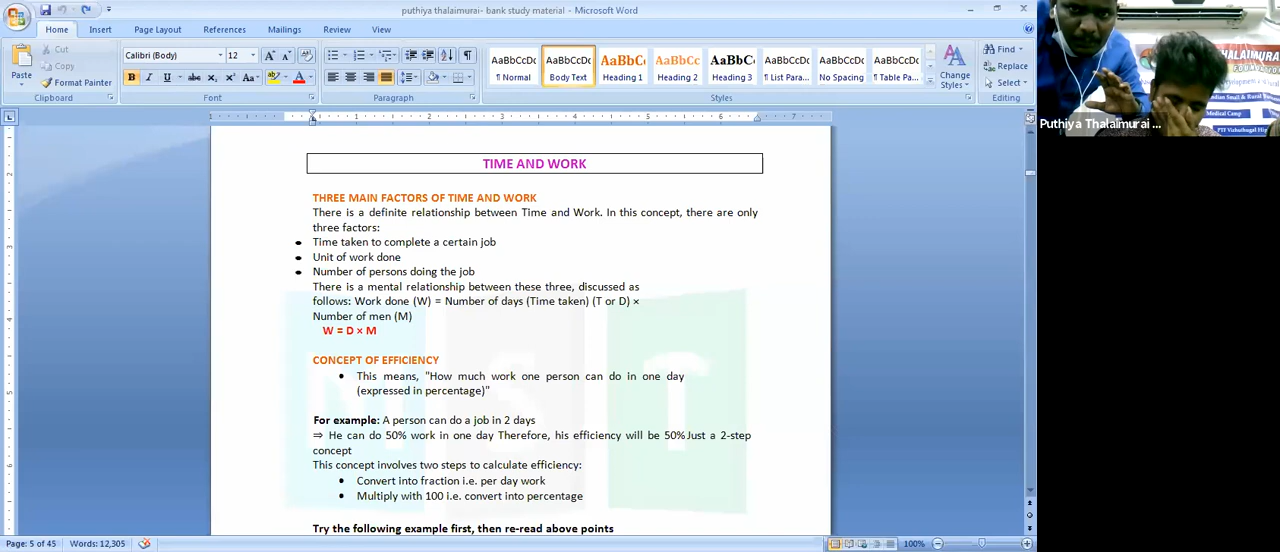 puthiya thalaimurai- bank study material - Microsoft Word
Home Insert Page Layout References Mailings Review View
Cut
Copy
Format Painter
Paste
Clipboard
Calibri (Body) 12
Font
Paragraph
AaBbCcDc AaBbCcDc AaBbCc AaBbCc AaBbCc AaBbCcDc AaBbCcDc AaBbCcDc
¶ Normal Body Text Heading 1 Heading 2 Heading 3 ¶ List Para... No Spacing ¶ Table Pa...
Change
Styles
Styles
Find
Replace
Select
Editing
TIME AND WORK
THREE MAIN FACTORS OF TIME AND WORK
There is a definite relationship between Time and Work. In this concept, there are only
three factors:
• Time taken to complete a certain job
• Unit of work done
• Number of persons doing the job
There is a mental relationship between these three, discussed as
follows: Work done (W) = Number of days (Time taken) (T or D) ×
Number of men (M)
W = D × M
CONCEPT OF EFFICIENCY
• This means, "How much work one person can do in one day
(expressed in percentage)"
For example: A person can do a job in 2 days
⇒ He can do 50% work in one day Therefore, his efficiency will be 50%Just a 2-step
concept
This concept involves two steps to calculate efficiency:
• Convert into fraction i.e. per day work
• Multiply with 100 i.e. convert into percentage
Try the following example first, then re-read above points
Page: 5 of 45 Words: 12,305 100%
Puthiya Thalaimurai ...
Medical Camp